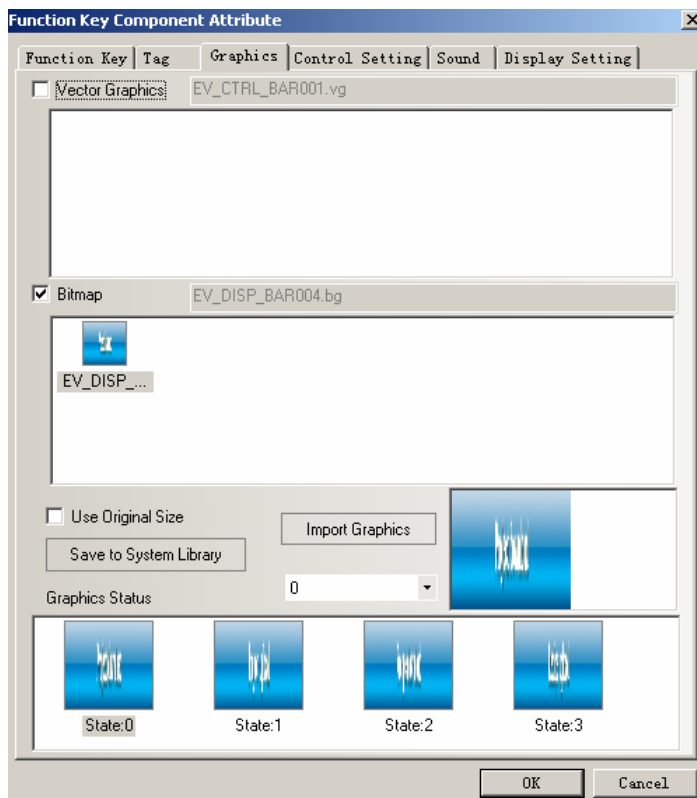 Function Key Component Attribute
Function Key Tag Graphics Control Setting Sound Display Setting
Vector Graphics EV_CTRL_BAR001.vg
Bitmap EV_DISP_BAR004.bg
EV_DISP_...
Use Original Size
Import Graphics
Save to System Library
0
Graphics Status
State:0 State:1 State:2 State:3
OK Cancel